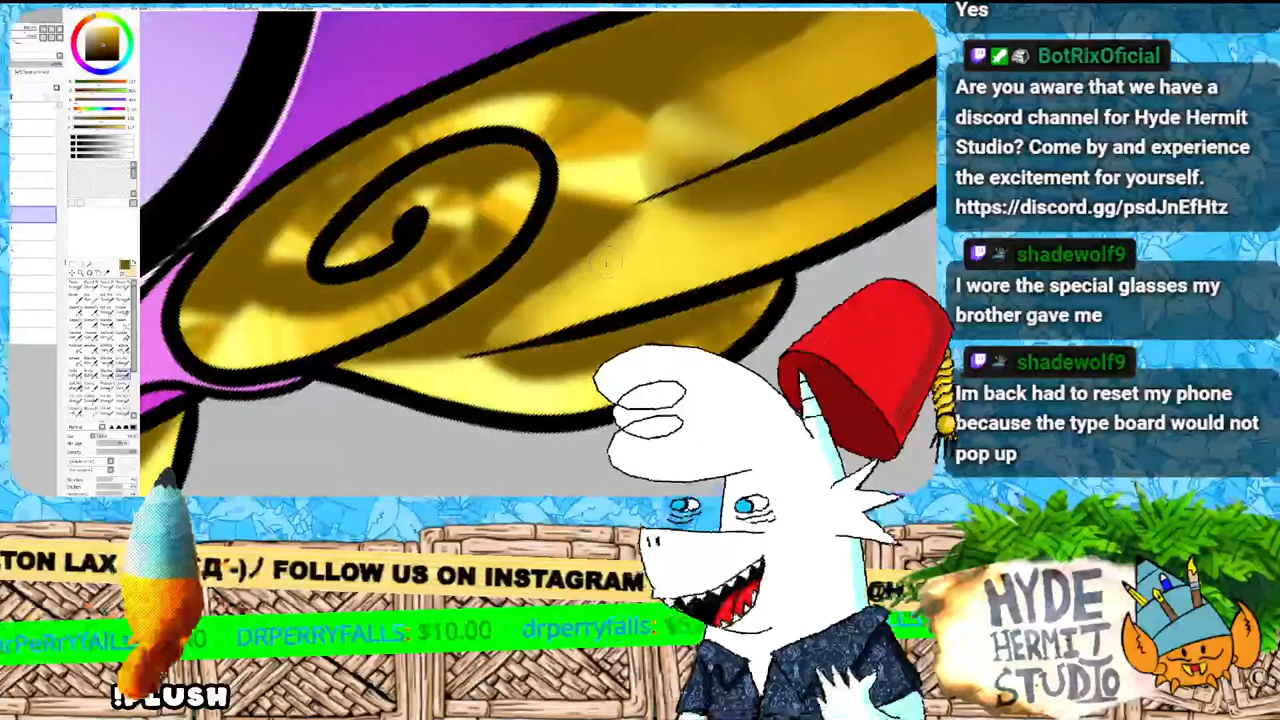 Yes
BotRixOficial
Are you aware that we have a
discord channel for Hyde Hermit
Studio? Come by and experience
the excitement for yourself.
https://discord.gg/psdJnEfHtz
shadewolf9
I wore the special glasses my
brother gave me
shadewolf9
Im back had to reset my phone
because the type board would not
pop up
LTON LAX
FOLLOW US ON INSTAGRAM
DRPERRYFALLS: $10.00
drperryfalls:
!PLUSH
HYDE
HERMIT
STUDIO